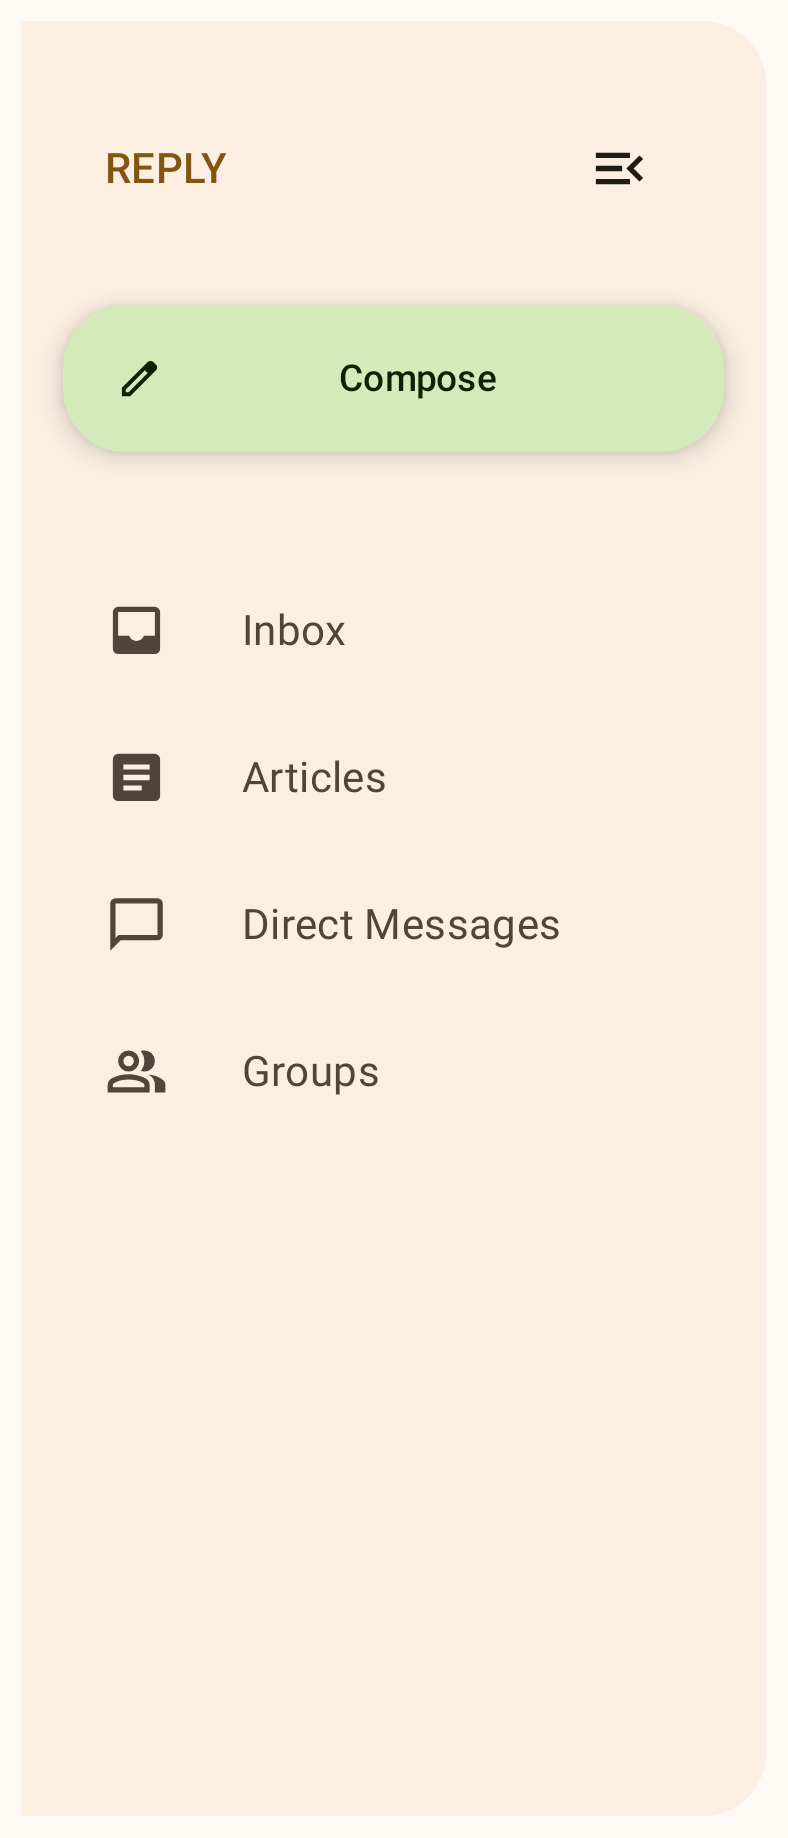 REPLY
Compose
Inbox
Articles
Direct Messages
Groups